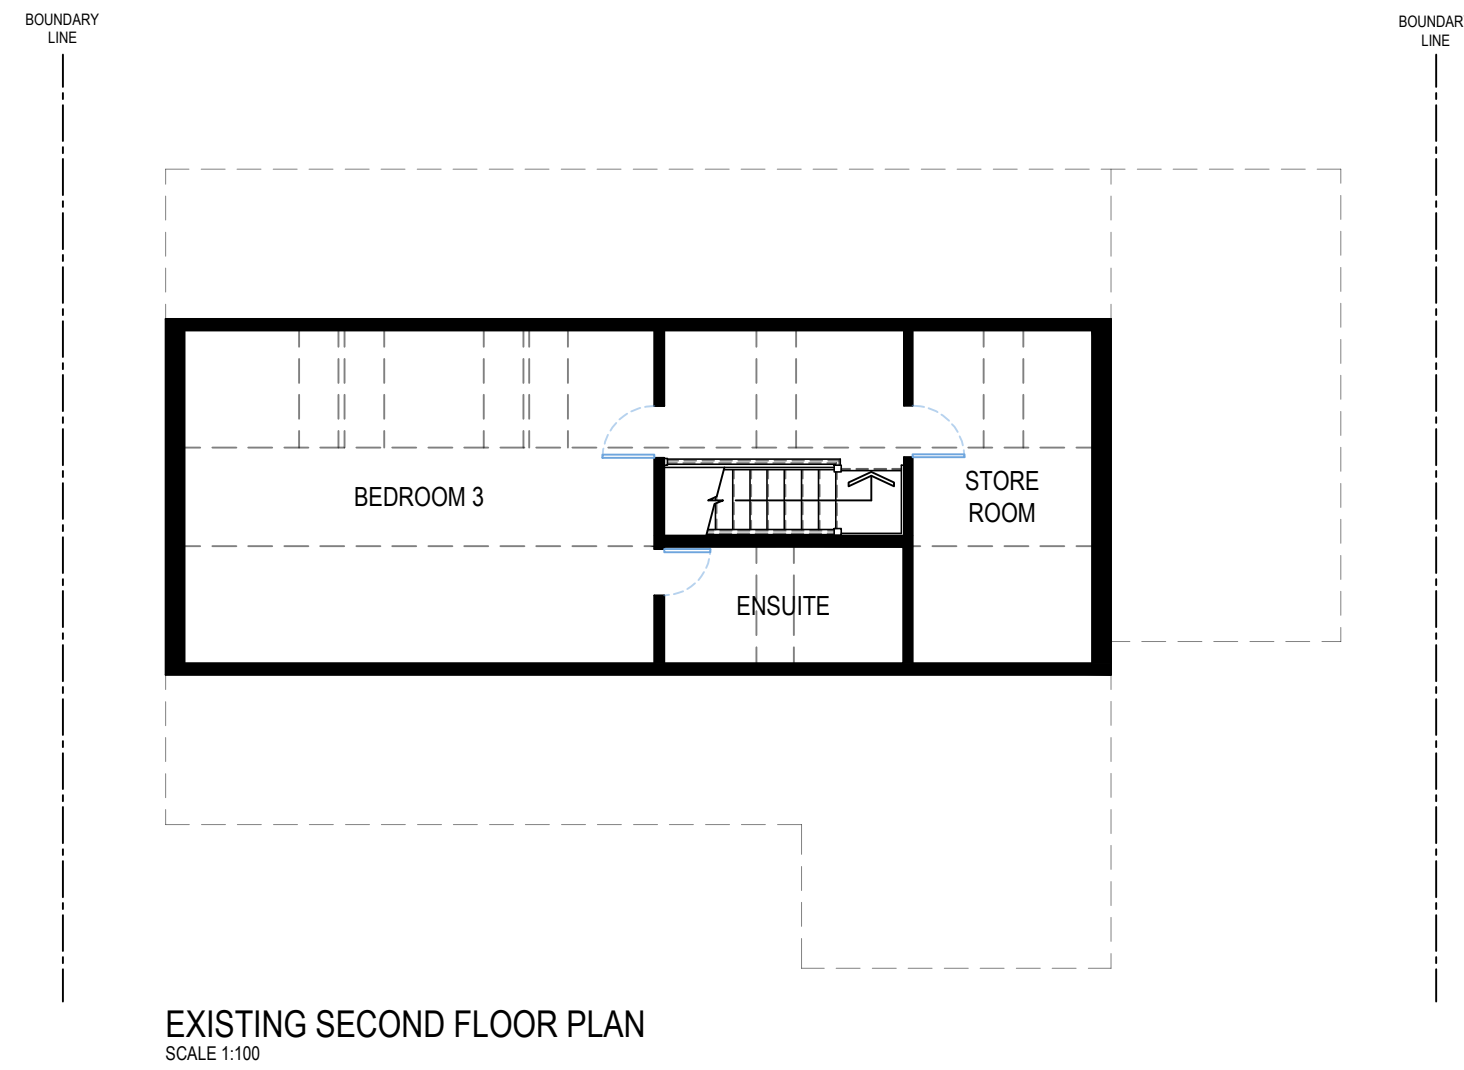 BOUNDARY
LINE
BOUNDAR
LINE
BEDROOM 3
STORE
ROOM
ENSUITE
EXISTING SECOND FLOOR PLAN
SCALE 1:100